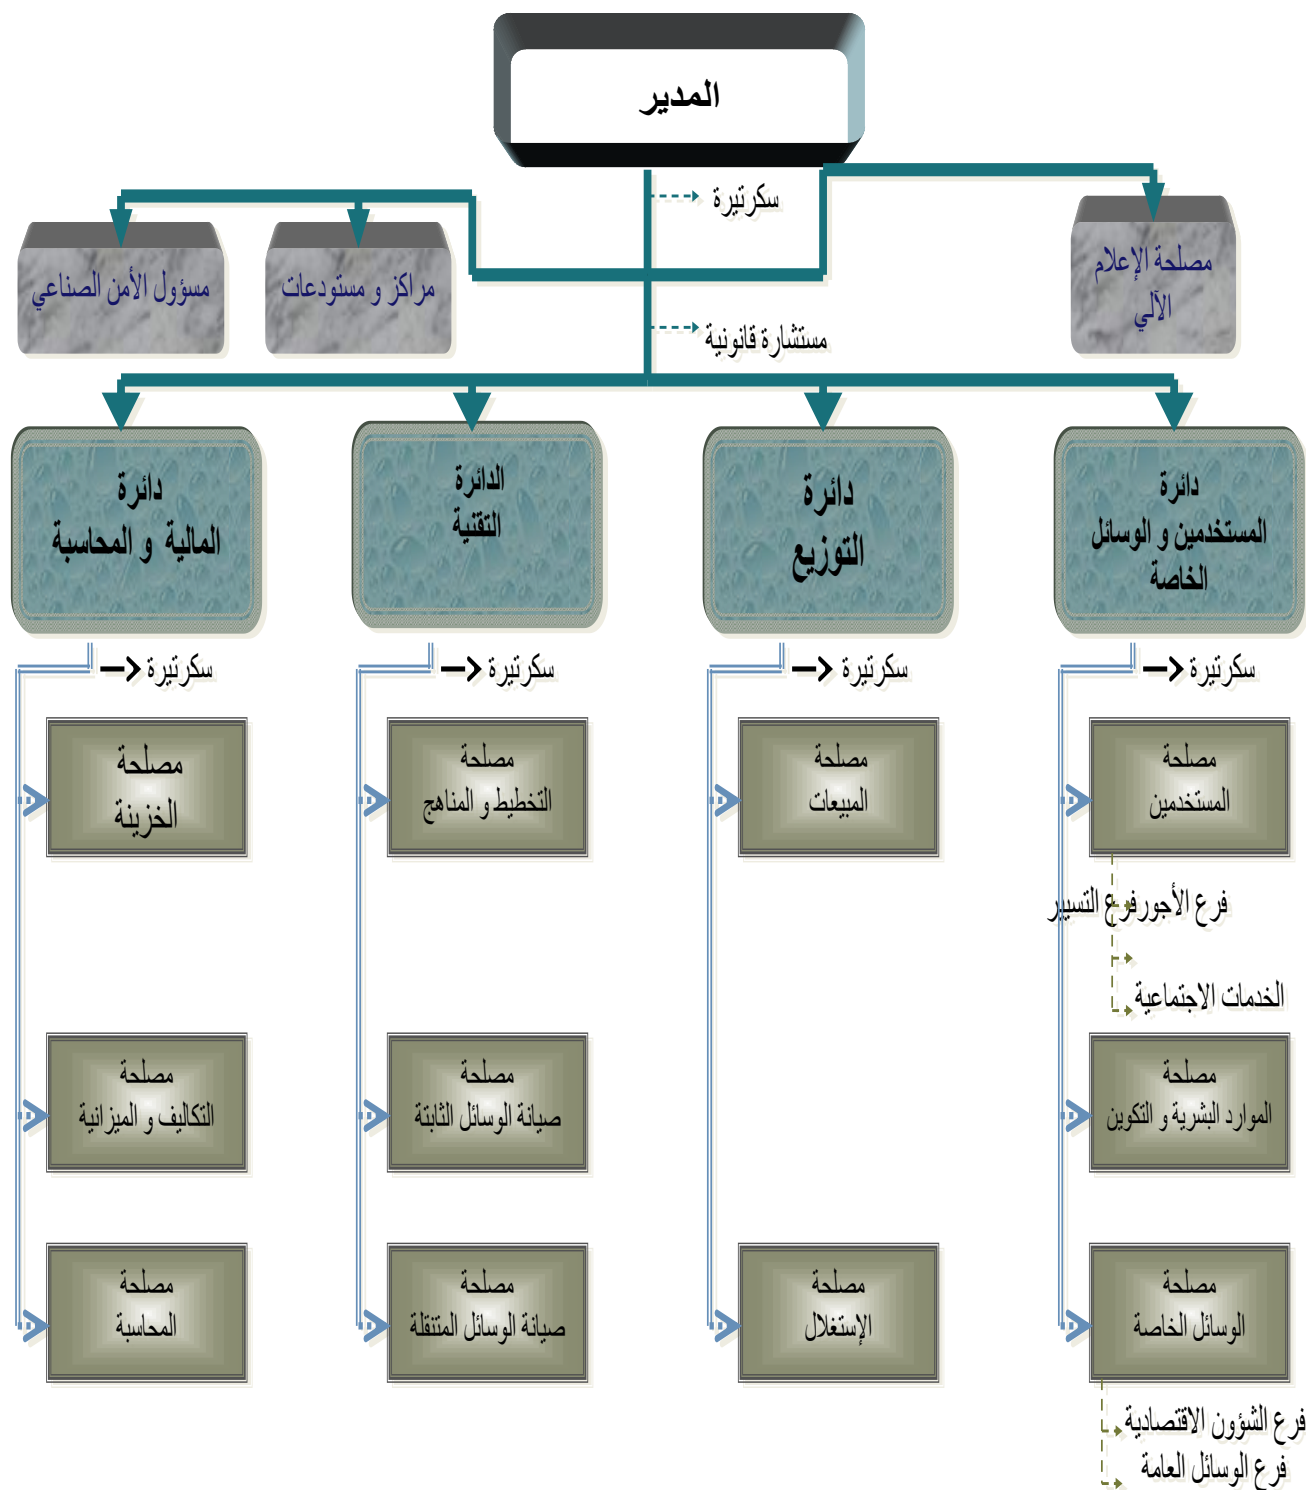 المدير
سكرتيرة
مصلحة الإعلام
الآلي
مراكز و مستودعات
مسؤول الأمن الصناعي
مستشارة قانونية
دائرة
المستخدمين و الوسائل
الخاصة
دائرة
التوزيع
الدائرة
التقنية
دائرة
المالية و المحاسبة
سكرتيرة
سكرتيرة
سكرتيرة
سكرتيرة
مصلحة
المستخدمين
مصلحة
المبيعات
مصلحة
التخطيط و المناهج
مصلحة
الخزينة
فرع الأجور
فرع التسيير
الخدمات الاجتماعية
مصلحة
الموارد البشرية و التكوين
مصلحة
صيانة الوسائل الثابتة
مصلحة
التكاليف و الميزانية
مصلحة
الوسائل الخاصة
مصلحة
الإستغلال
مصلحة
صيانة الوسائل المتنقلة
مصلحة
المحاسبة
فرع الشؤون الاقتصادية
فرع الوسائل العامة